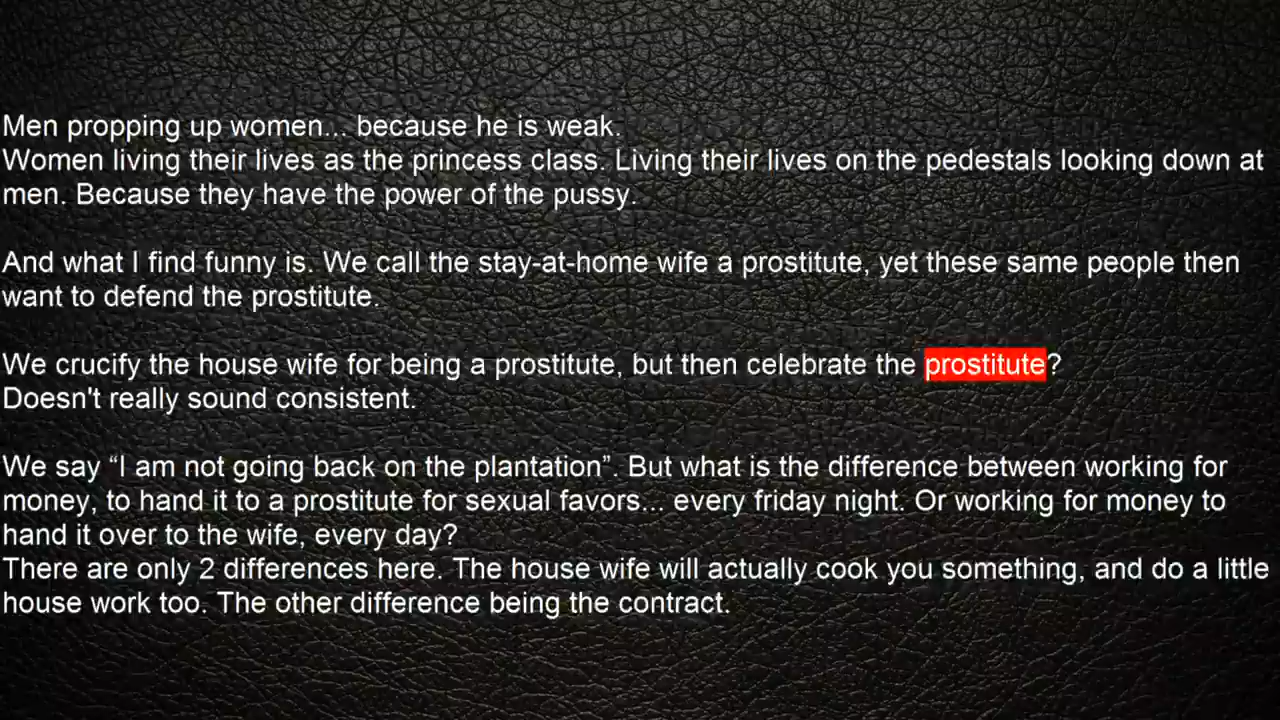 Men propping up women... because he is weak.
Women living their lives as the princess class. Living their lives on the pedestals looking down at
men. Because they have the power of the pussy.
And what I find funny is. We call the stay-at-home wife a prostitute, yet these same people then
want to defend the prostitute.
We crucify the house wife for being a prostitute, but then celebrate the prostitute?
Doesn't really sound consistent.
We say “I am not going back on the plantation”. But what is the difference between working for
money, to hand it to a prostitute for sexual favors... every friday night. Or working for money to
hand it over to the wife, every day?
There are only 2 differences here. The house wife will actually cook you something, and do a little
house work too. The other difference being the contract.